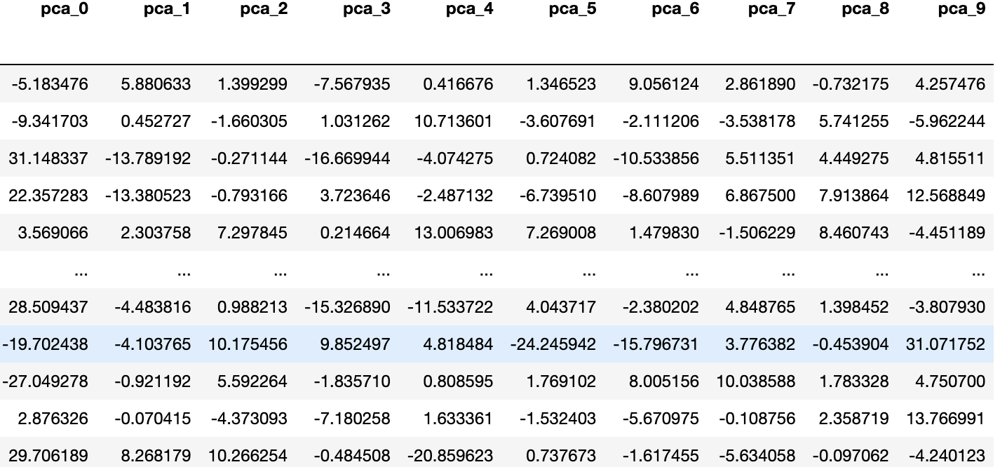 pca_0 pca_1 pca_2 pca_3 pca_4 pca_5 pca_6 pca_7 pca_8 pca_9
-5.183476 5.880633 1.399299 -7.567935 0.416676 1.346523 9.056124 2.861890 -0.732175 4.257476
-9.341703 0.452727 -1.660305 1.031262 10.713601 -3.607691 -2.111206 -3.538178 5.741255 -5.962244
31.148337 -13.789192 -0.271144 -16.669944 -4.074275 0.724082 -10.533856 5.511351 4.449275 4.815511
22.357283 -13.380523 -0.793166 3.723646 -2.487132 -6.739510 -8.607989 6.867500 7.913864 12.568849
3.569066 2.303758 7.297845 0.214664 13.006983 7.269008 1.479830 -1.506229 8.460743 -4.451189
... ... ... ... ... ... ... ... ... ...
28.509437 -4.483816 0.988213 -15.326890 -11.533722 4.043717 -2.380202 4.848765 1.398452 -3.807930
-19.702438 -4.103765 10.175456 9.852497 4.818484 -24.245942 -15.796731 3.776382 -0.453904 31.071752
-27.049278 -0.921192 5.592264 -1.835710 0.808595 1.769102 8.005156 10.038588 1.783328 4.750700
2.876326 -0.070415 -4.373093 -7.180258 1.633361 -1.532403 -5.670975 -0.108756 2.358719 13.766991
29.706189 8.268179 10.266254 -0.484508 -20.859623 0.737673 -1.617455 -5.634058 -0.097062 -4.240123